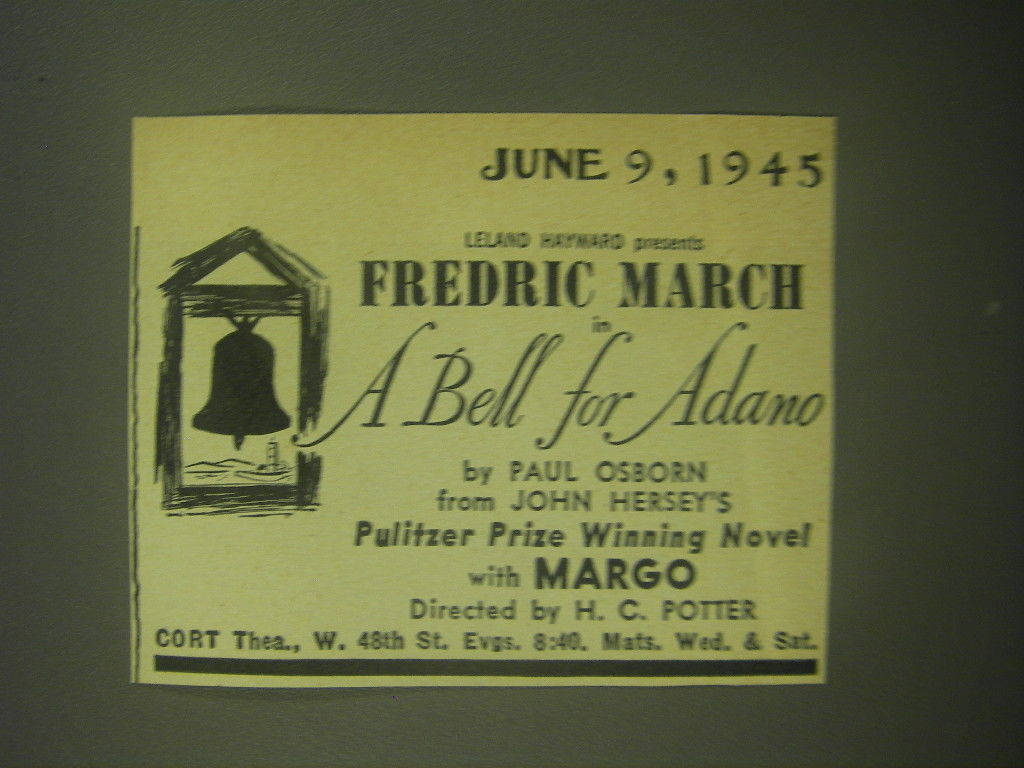 JUNE 9, 1945
LELAND HAYWARD presents
FREDRIC MARCH
in
A Bell for Adano
by PAUL OSBORN
from JOHN HERSEY'S
Pulitzer Prize Winning Novel
with MARGO
Directed by H. C. POTTER
CORT Thea., W. 48th St. Evgs. 8:40. Mats. Wed. & Sat.